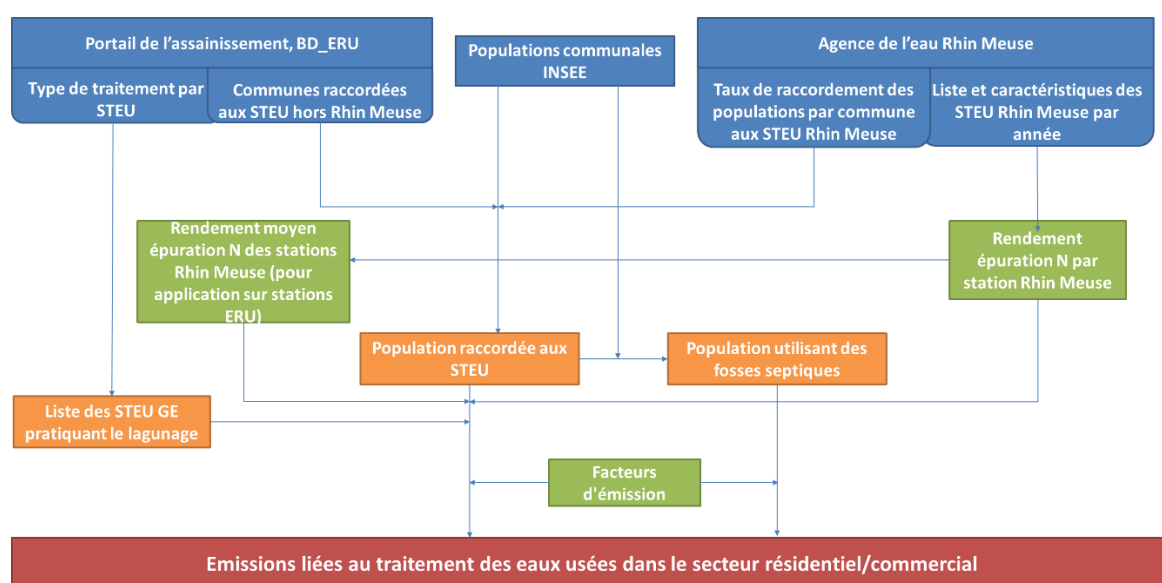 Portail de l'assainissement, BD_ERU
Type de traitement par
STEU
Communes raccordées
aux STEU hors Rhin Meuse
Populations communales
INSEE
Agence de l'eau Rhin Meuse
Taux de raccordement des
populations par commune
aux STEU Rhin Meuse
Liste et caractéristiques des
STEU Rhin Meuse par
année
Rendement moyen
épuration N des stations
Rhin Meuse (pour
application sur stations
ERU)
Rendement
épuration N par
station Rhin Meuse
Population raccordée aux
STEU
Population utilisant des
fosses septiques
Liste des STEU GE
pratiquant le lagunage
Facteurs
d'émission
Emissions liées au traitement des eaux usées dans le secteur résidentiel/commercial